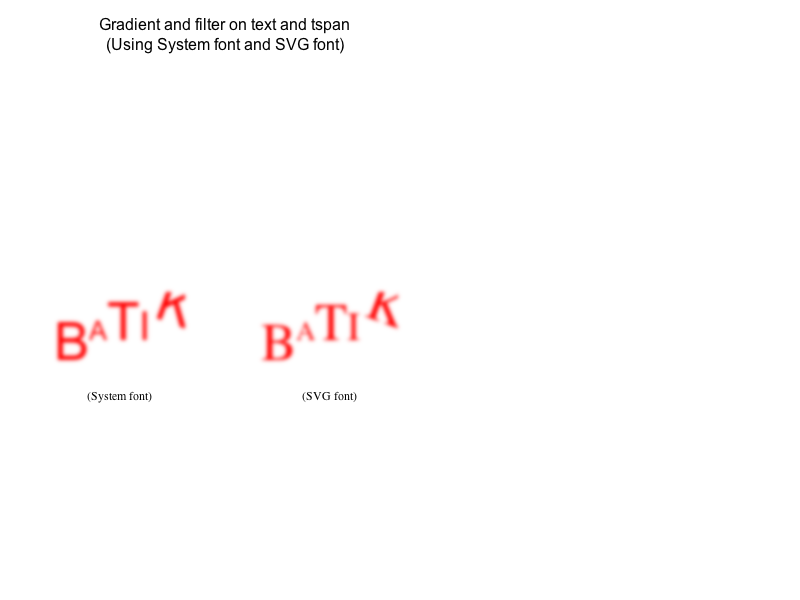 Gradient and filter on text and tspan
(Using System font and SVG font)
BATIK
BATIK
(System font)
(SVG font)